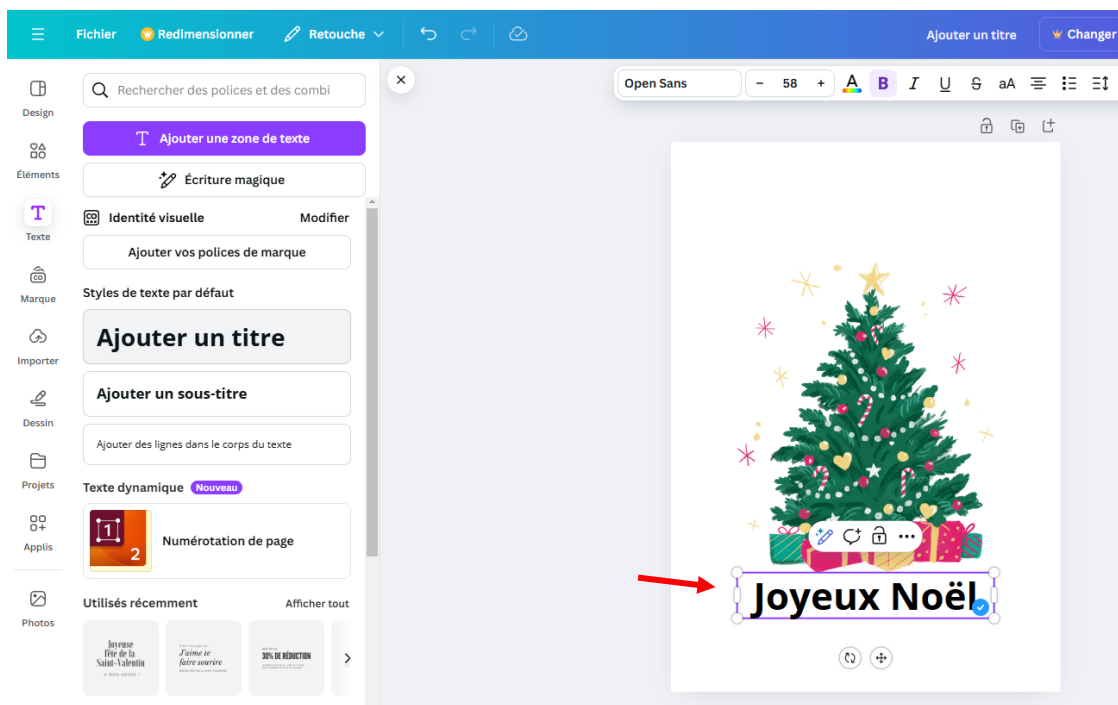 Fichier
Redimensionner
Retouche
Ajouter un titre
Changer
Design
Éléments
Texte
Marque
Importer
Dessin
Projets
Applis
Photos
Rechercher des polices et des combi
T Ajouter une zone de texte
Écriture magique
Identité visuelle
Modifier
Ajouter vos polices de marque
Styles de texte par défaut
Ajouter un titre
Ajouter un sous-titre
Ajouter des lignes dans le corps du texte
Texte dynamique Nouveau
1
2
Numérotation de page
Utilisés récemment
Afficher tout
Joyeuse
fête de la
Saint-Valentin
J'aime te
faire sourire
30% DE RÉDUCTION
Open Sans
– 58 +
A B I U S aA
Joyeux Noël